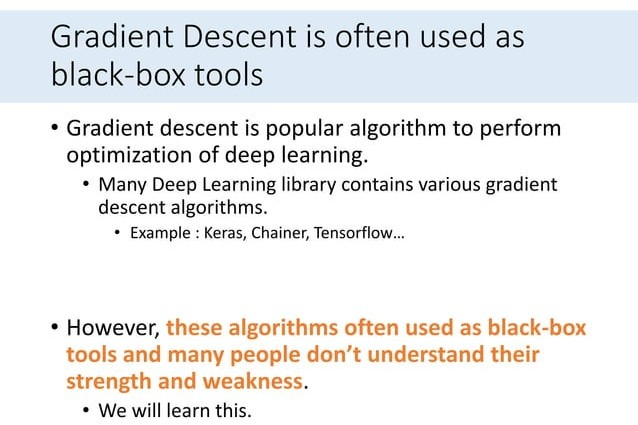 Gradient Descent is often used as
black-box tools
• Gradient descent is popular algorithm to perform
optimization of deep learning.
• Many Deep Learning library contains various gradient
descent algorithms.
• Example : Keras, Chainer, Tensorflow…
• However, these algorithms often used as black-box
tools and many people don’t understand their
strength and weakness.
• We will learn this.